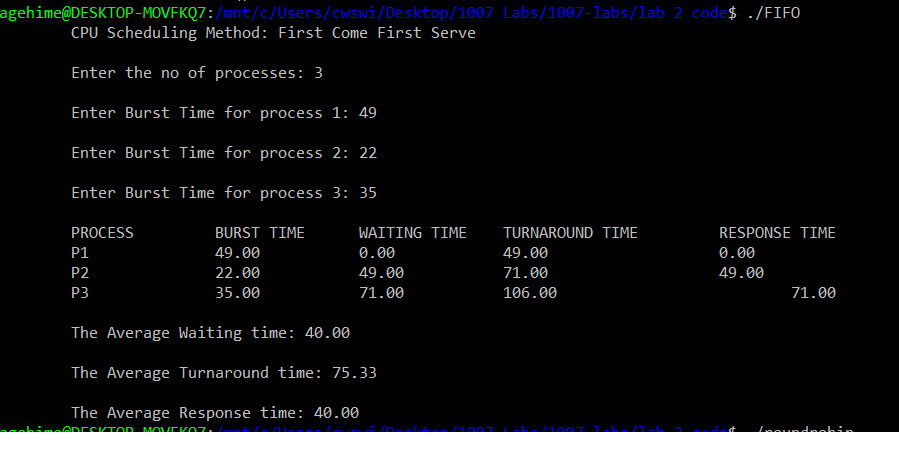 agehime@DESKTOP-MOVFKQ7:/mnt/c/Users/cwswi/Desktop/1007 Labs/1007-labs/lab 2 code$ ./FIFO
CPU Scheduling Method: First Come First Serve
Enter the no of processes: 3
Enter Burst Time for process 1: 49
Enter Burst Time for process 2: 22
Enter Burst Time for process 3: 35
PROCESS BURST TIME WAITING TIME TURNAROUND TIME RESPONSE TIME
P1 49.00 0.00 49.00 0.00
P2 22.00 49.00 71.00 49.00
P3 35.00 71.00 106.00 71.00
The Average Waiting time: 40.00
The Average Turnaround time: 75.33
The Average Response time: 40.00
agehime@DESKTOP-MOVFKQ7:/mnt/c/Users/cwswi/Desktop/1007 Labs/1007-labs/lab 2 code$ ./roundrobin